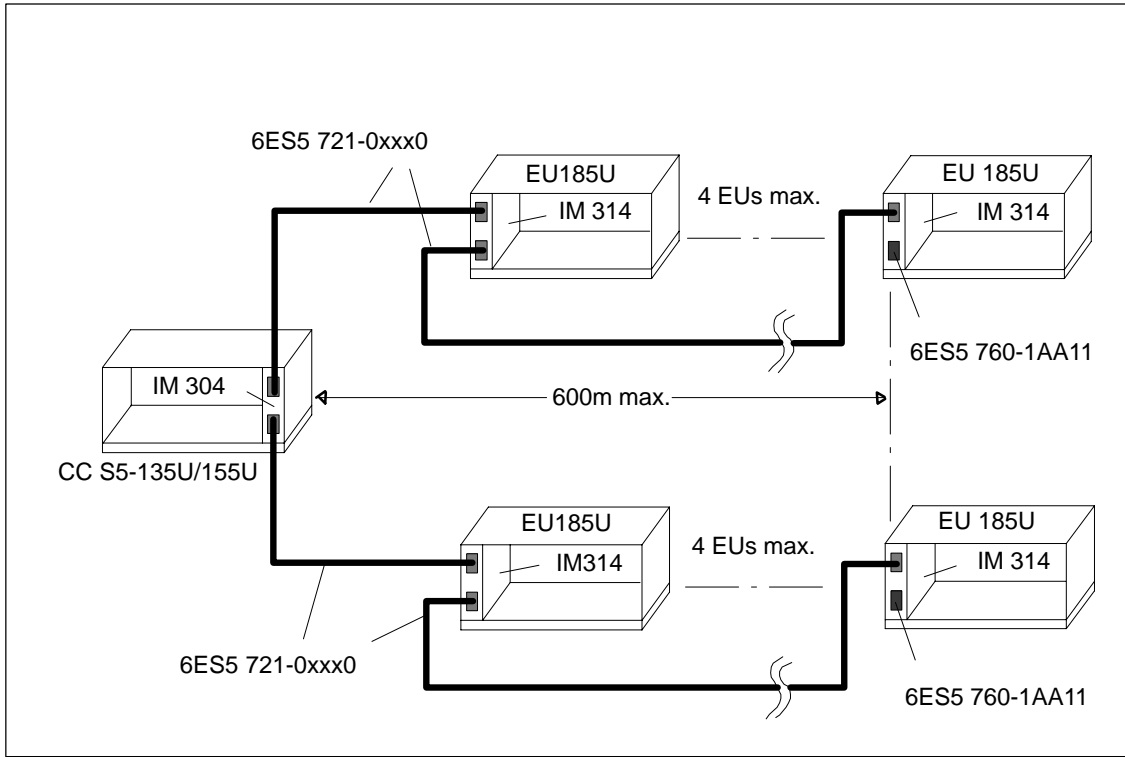 6ES5 721-0xxx0
EU185U
IM 314
4 EUs max.
EU 185U
IM 314
6ES5 760-1AA11
IM 304
600m max.
CC S5-135U/155U
EU185U
IM314
4 EUs max.
EU 185U
IM 314
6ES5 721-0xxx0
6ES5 760-1AA11